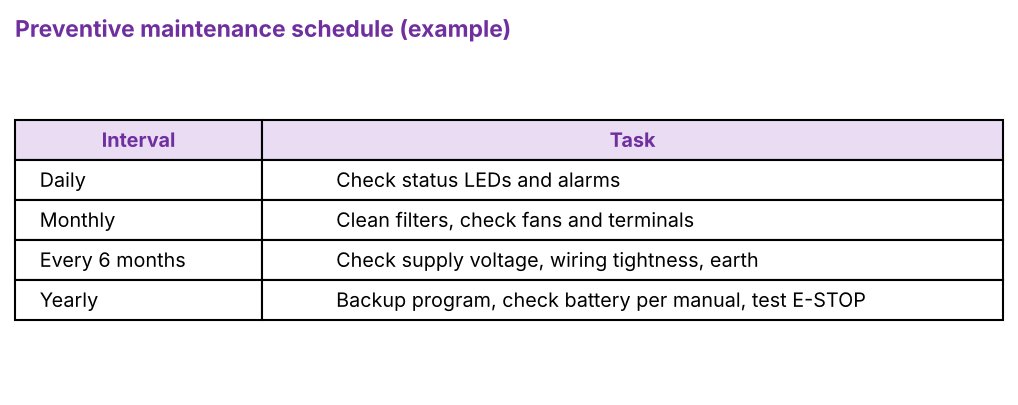 Preventive maintenance schedule (example)
Interval Task
Daily Check status LEDs and alarms
Monthly Clean filters, check fans and terminals
Every 6 months Check supply voltage, wiring tightness, earth
Yearly Backup program, check battery per manual, test E-STOP